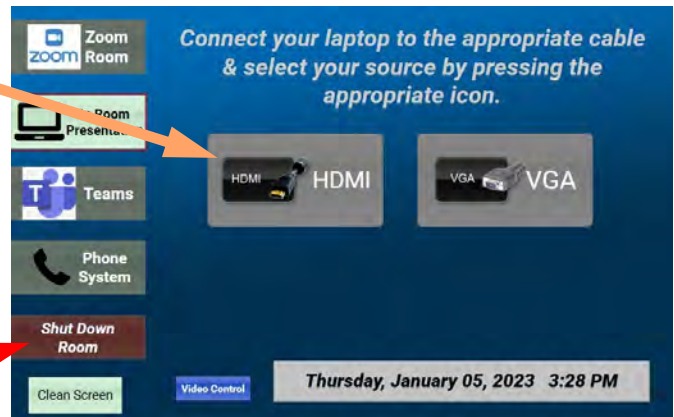 Zoom
zoom Room
Connect your laptop to the appropriate cable
& select your source by pressing the
appropriate icon.
Room
HDMI HDMI
VGA VGA
Teams
Phone
System
Shut Down
Room
Clean Screen
Video Control
Thursday, January 05, 2023 3:28 PM